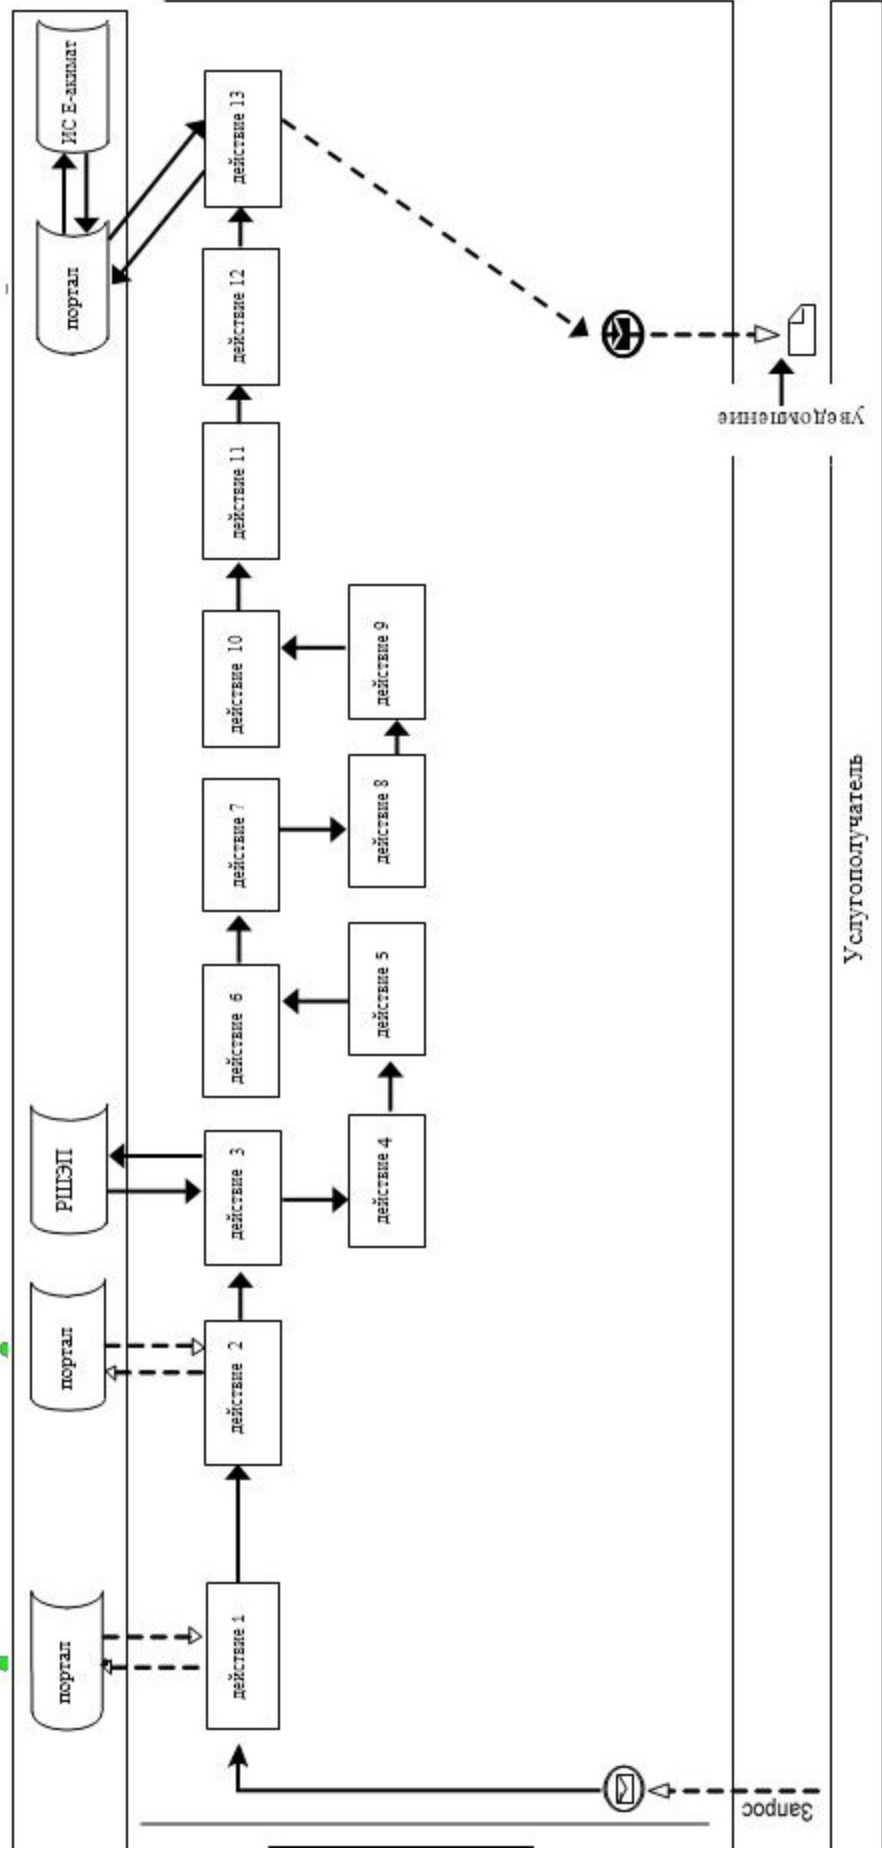 ИС Е-акимат
портал
РШЭП
портал
портал
действие 1
действие 2
действие 3
действие 4
действие 5
действие 6
действие 7
действие 8
действие 9
действие 10
действие 11
действие 12
действие 13
Запрос
уведомление
Услугополучатель